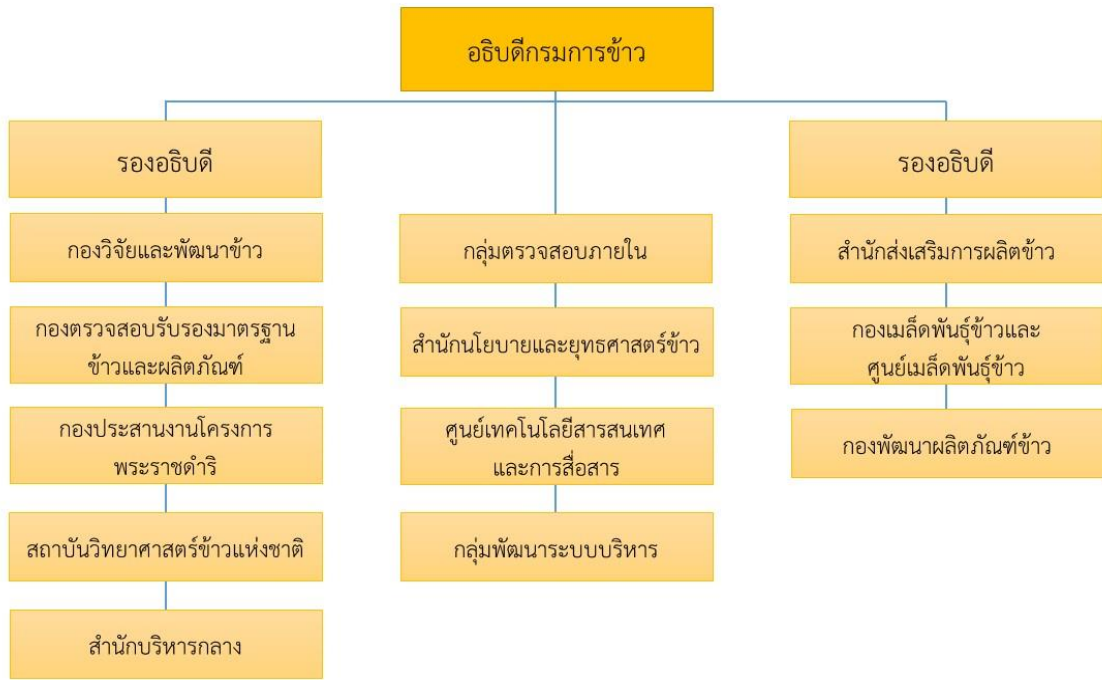 อธิบดีกรมการข้าว
รองอธิบดี
กองวิจัยและพัฒนาข้าว
กองตรวจสอบรับรองมาตรฐาน
ข้าวและผลิตภัณฑ์
กองประสานงานโครงการ
พระราชดำริ
สถาบันวิทยาศาสตร์ข้าวแห่งชาติ
สำนักบริหารกลาง
กลุ่มตรวจสอบภายใน
สำนักนโยบายและยุทธศาสตร์ข้าว
ศูนย์เทคโนโลยีสารสนเทศ
และการสื่อสาร
กลุ่มพัฒนาระบบบริหาร
รองอธิบดี
สำนักส่งเสริมการผลิตข้าว
กองเมล็ดพันธุ์ข้าวและ
ศูนย์เมล็ดพันธุ์ข้าว
กองพัฒนาผลิตภัณฑ์ข้าว